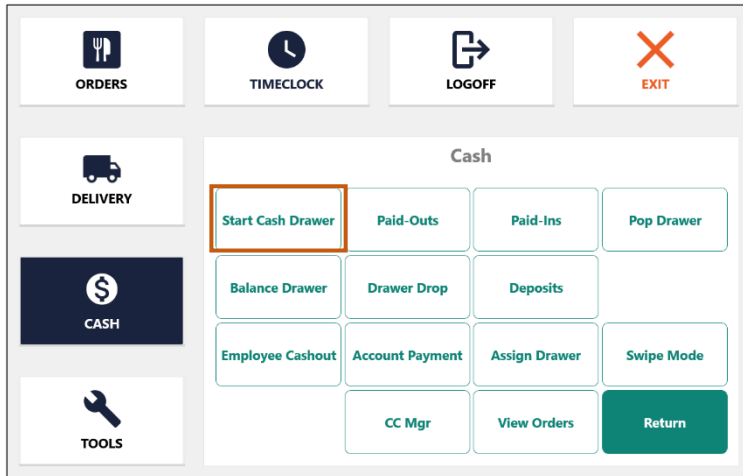 ORDERS
TIMECLOCK
LOGOFF
EXIT
DELIVERY
CASH
TOOLS
Cash
Start Cash Drawer
Paid-Outs
Paid-Ins
Pop Drawer
Balance Drawer
Drawer Drop
Deposits
Employee Cashout
Account Payment
Assign Drawer
Swipe Mode
CC Mgr
View Orders
Return